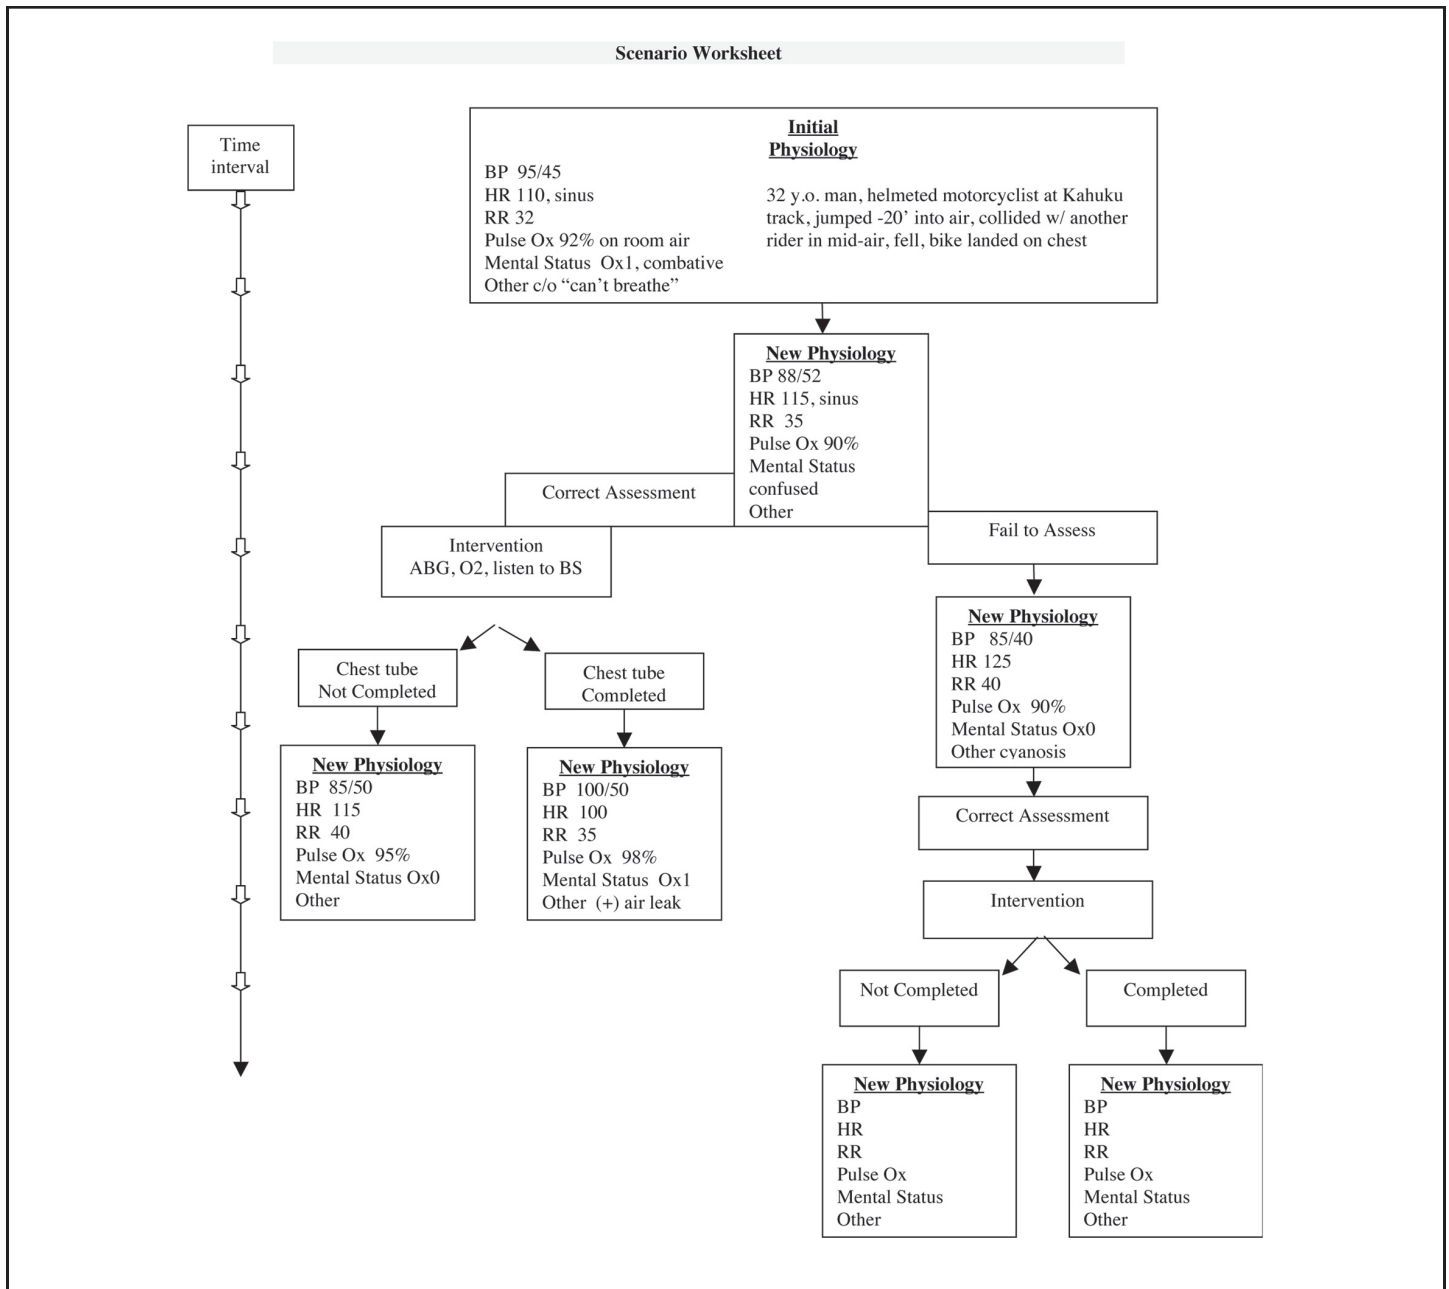 Scenario Worksheet
Time
interval
Initial
Physiology
BP 95/45
HR 110, sinus
RR 32
Pulse Ox 92% on room air
Mental Status Ox1, combative
Other c/o “can’t breathe”
32 y.o. man, helmeted motorcyclist at Kahuku
track, jumped -20’ into air, collided w/ another
rider in mid-air, fell, bike landed on chest
New Physiology
BP 88/52
HR 115, sinus
RR 35
Pulse Ox 90%
Mental Status
confused
Other
Correct Assessment
Intervention
ABG, O2, listen to BS
Chest tube
Not Completed
New Physiology
BP 85/50
HR 115
RR 40
Pulse Ox 95%
Mental Status Ox0
Other
Chest tube
Completed
New Physiology
BP 100/50
HR 100
RR 35
Pulse Ox 98%
Mental Status Ox1
Other (+) air leak
Fail to Assess
New Physiology
BP 85/40
HR 125
RR 40
Pulse Ox 90%
Mental Status Ox0
Other cyanosis
Correct Assessment
Intervention
Not Completed
New Physiology
BP
HR
RR
Pulse Ox
Mental Status
Other
Completed
New Physiology
BP
HR
RR
Pulse Ox
Mental Status
Other